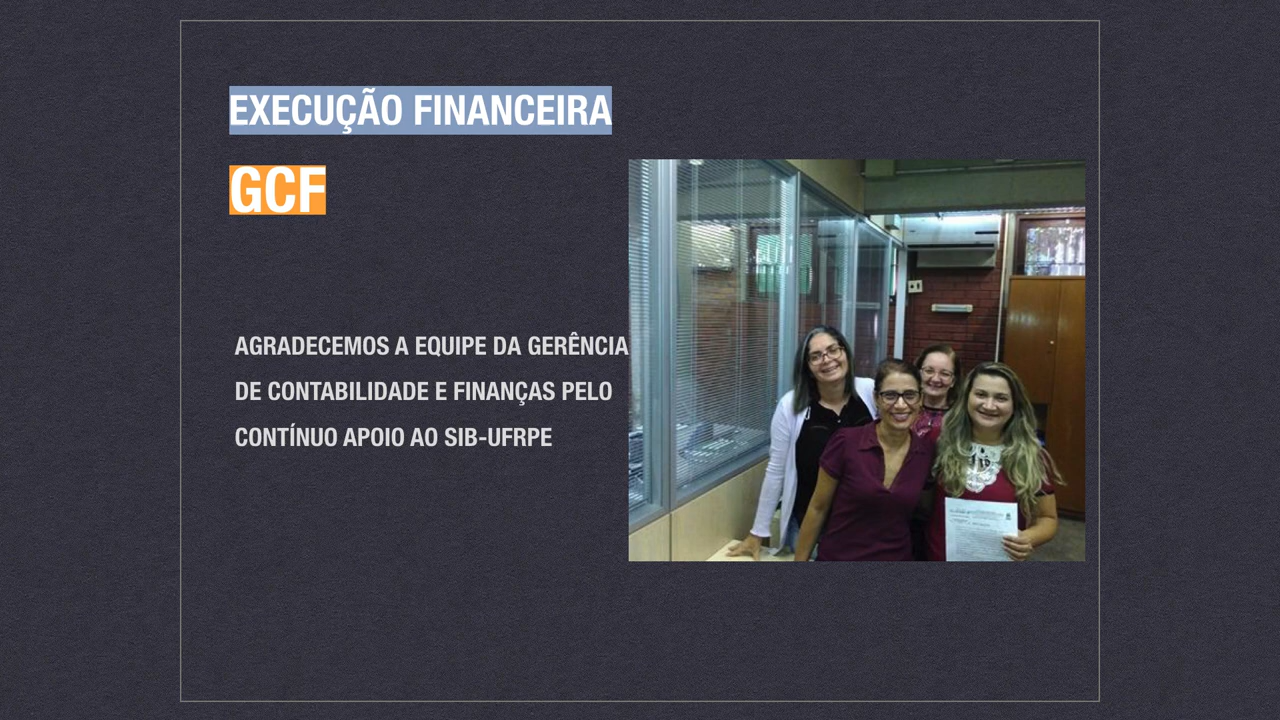 EXECUÇÃO FINANCEIRA
GCF
AGRADECEMOS A EQUIPE DA GERÊNCIA
DE CONTABILIDADE E FINANÇAS PELO
CONTÍNUO APOIO AO SIB-UFRPE